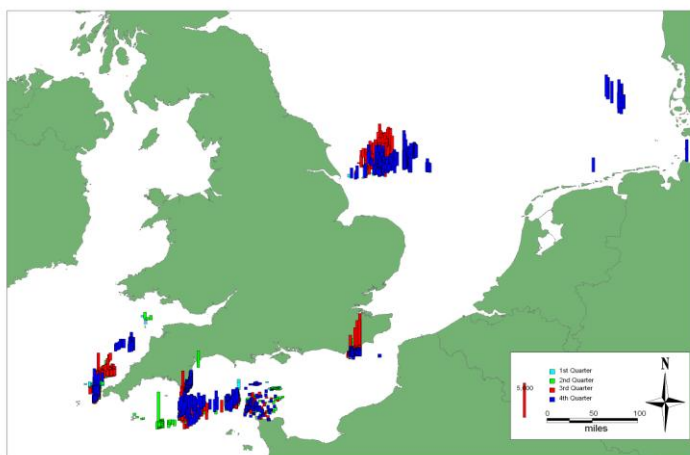 N
1st Quarter
2nd Quarter
5.000
3rd Quarter
4th Quarter
0 50 100
miles